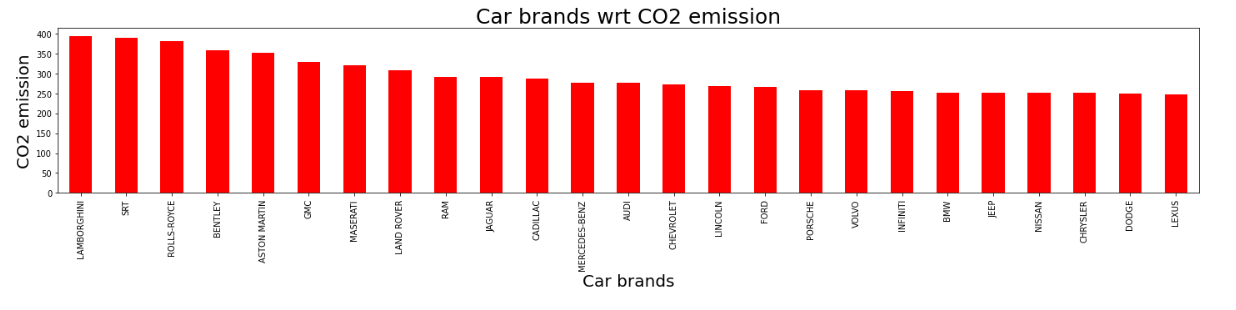 Car brands wrt CO2 emission
CO2 emission
400
350
300
250
200
150
100
50
0
LAMBORGHINI
SRT
ROLLS-ROYCE
BENTLEY
ASTON MARTIN
GMC
MASERATI
LAND ROVER
RAM
JAGUAR
CADILLAC
MERCEDES-BENZ
AUDI
CHEVROLET
LINCOLN
FORD
PORSCHE
VOLVO
INFINITI
BMW
JEEP
NISSAN
CHRYSLER
DODGE
LEXUS
Car brands